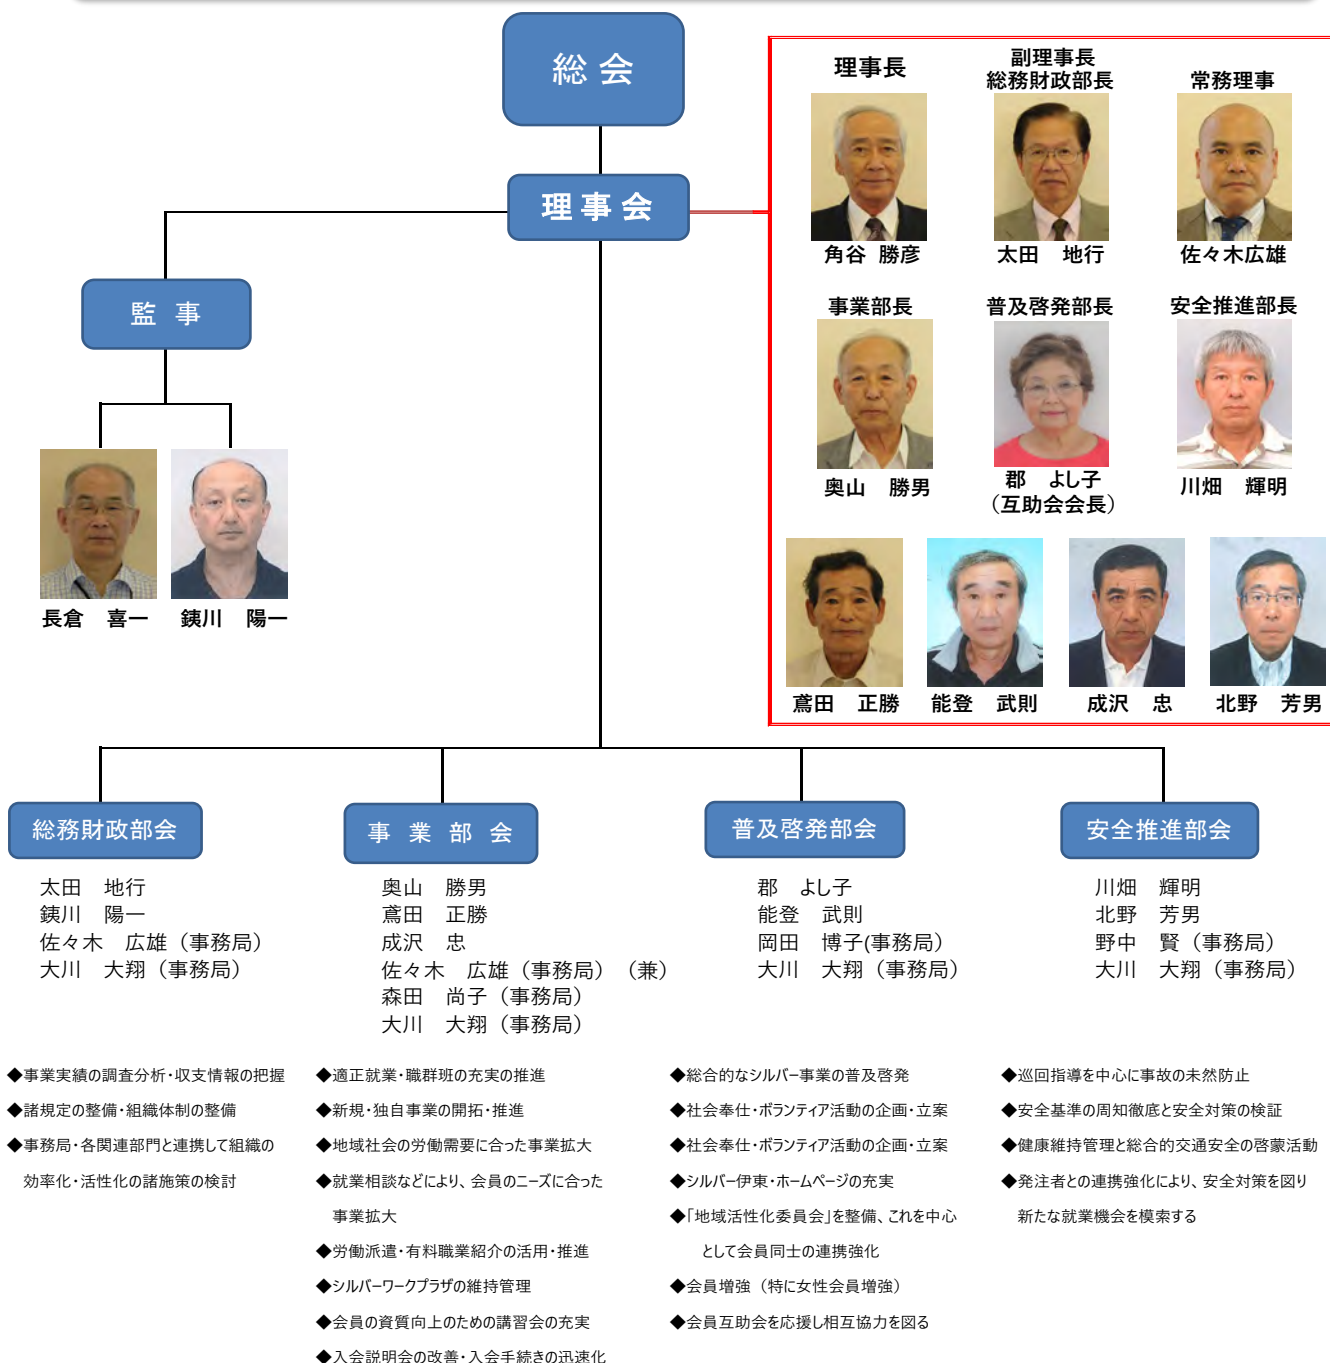 総会
理事会
監 事
長倉 喜一
銕川 陽一
理事長
角谷 勝彦
副理事長
総務財政部長
太田 地行
常務理事
佐々木広雄
事業部長
奥山 勝男
普及啓発部長
郡 よし子
（互助会会長）
安全推進部長
川畑 輝明
鳶田 正勝
能登 武則
成沢 忠
北野 芳男
総務財政部会
太田 地行
銕川 陽一
佐々木 広雄（事務局）
大川 大翔（事務局）
◆事業実績の調査分析・収支情報の把握
◆諸規定の整備・組織体制の整備
◆事務局・各関連部門と連携して組織の
効率化・活性化の諸施策の検討
事 業 部 会
奥山 勝男
鳶田 正勝
成沢 忠
佐々木 広雄（事務局）（兼）
森田 尚子（事務局）
大川 大翔（事務局）
◆適正就業・職群班の充実の推進
◆新規・独自事業の開拓・推進
◆地域社会の労働需要に合った事業拡大
◆就業相談などにより、会員のニーズに合った
事業拡大
◆労働派遣・有料職業紹介の活用・推進
◆シルバーワークプラザの維持管理
◆会員の資質向上のための講習会の充実
◆入会説明会の改善・入会手続きの迅速化
普及啓発部会
郡 よし子
能登 武則
岡田 博子(事務局）
大川 大翔（事務局）
◆総合的なシルバー事業の普及啓発
◆社会奉仕・ボランティア活動の企画・立案
◆社会奉仕・ボランティア活動の企画・立案
◆シルバー伊東・ホームページの充実
◆「地域活性化委員会」を整備、これを中心
として会員同士の連携強化
◆会員増強（特に女性会員増強）
◆会員互助会を応援し相互協力を図る
安全推進部会
川畑 輝明
北野 芳男
野中 賢（事務局）
大川 大翔（事務局）
◆巡回指導を中心に事故の未然防止
◆安全基準の周知徹底と安全対策の検証
◆健康維持管理と総合的交通安全の啓蒙活動
◆発注者との連携強化により、安全対策を図り
新たな就業機会を模索する